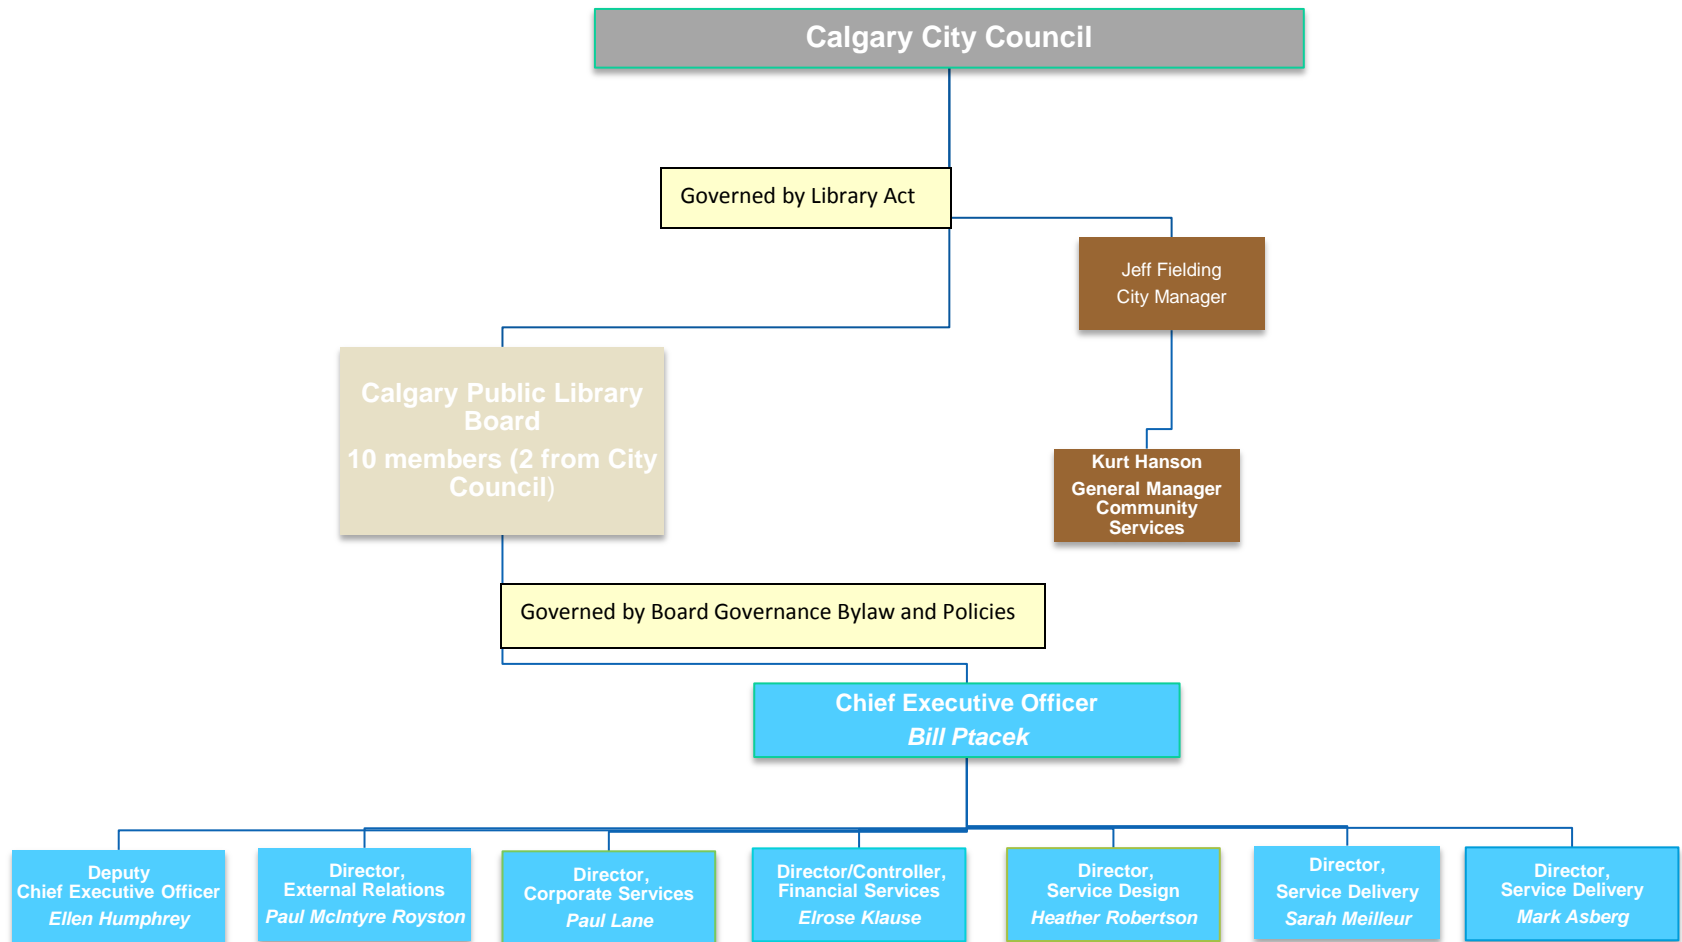 Calgary City Council
Governed by Library Act
Jeff Fielding
City Manager
Calgary Public Library
Board
10 members (2 from City
Council)
Kurt Hanson
General Manager
Community
Services
Governed by Board Governance Bylaw and Policies
Chief Executive Officer
Bill Ptacek
Deputy
Chief Executive Officer
Ellen Humphrey
Director,
External Relations
Paul McIntyre Royston
Director,
Corporate Services
Paul Lane
Director/Controller,
Financial Services
Elrose Klause
Director,
Service Design
Heather Robertson
Director,
Service Delivery
Sarah Meilleur
Director,
Service Delivery
Mark Asberg